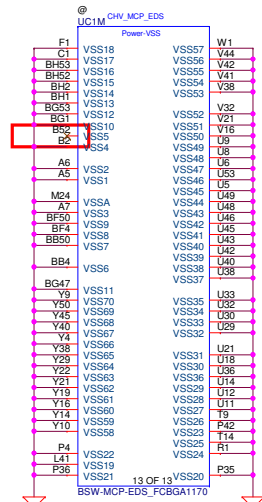 @
UC1M CHV_MCP_EDS
Power-VSS
F1 VSS18 VSS57 W1
C1 VSS17 VSS56 V44
BH53 VSS16 VSS55 V42
BH52 VSS15 VSS54 V41
BH2 VSS14 VSS53 V38
BH1 VSS13
BG53 VSS12 VSS52 V32
BG1 VSS10 VSS51 V21
B52 VSS5 VSS50 V16
B2 VSS4 VSS49 U9
VSS48 U8
A6 VSS2 VSS47 U6
A5 VSS1 VSS46 U53
VSS45 U5
M24 VSSA VSS44 U49
A7 VSS3 VSS43 U48
BF50 VSS9 VSS42 U46
BF4 VSS8 VSS41 U45
BB50 VSS7 VSS40 U43
VSS39 U42
BB4 VSS6 VSS38 U40
VSS37 U38
BG47 VSS11
Y9 VSS70 VSS35 U33
Y50 VSS69 VSS34 U32
Y45 VSS68 VSS33 U30
Y40 VSS67 VSS32 U29
Y4 VSS66
Y38 VSS65 VSS31 U21
Y29 VSS64 VSS30 U18
Y22 VSS63 VSS36 U36
Y21 VSS62 VSS29 U14
Y19 VSS61 VSS28 U12
Y16 VSS60 VSS27 U11
Y14 VSS59 VSS26 T9
Y10 VSS58 VSS23 P42
VSS25 T14
P4 VSS22 VSS24 R1
L41 VSS19
P36 VSS21 VSS20 P35
13 OF 13
BSW-MCP-EDS_FCBGA1170